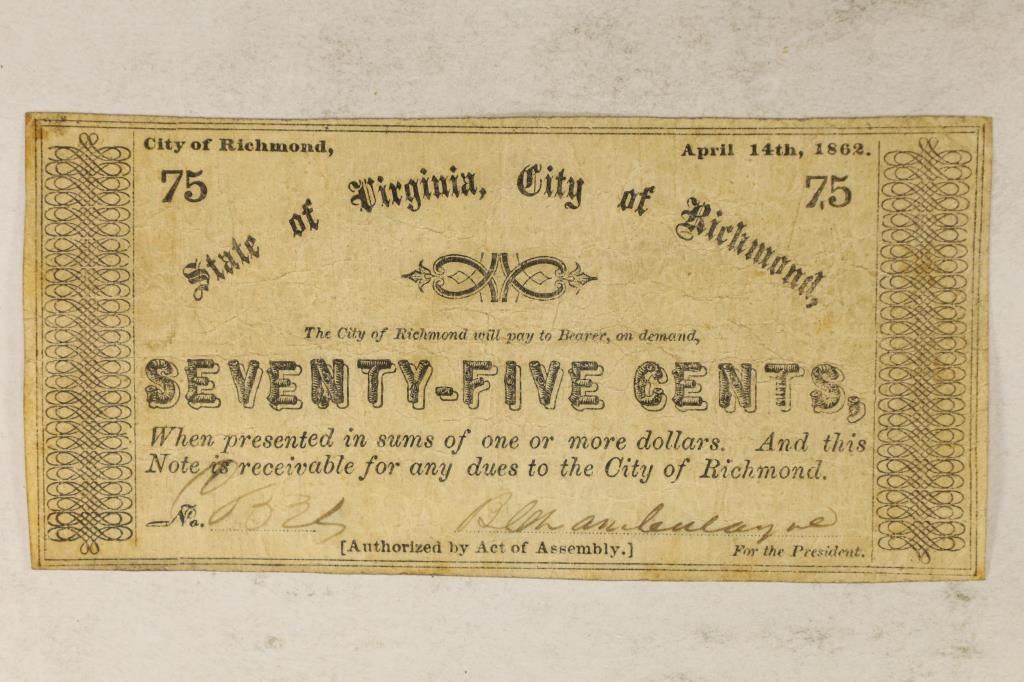 City of Richmond, April 14th, 1862.
75 75
State of Virginia, City of Richmond,
The City of Richmond will pay to Bearer, on demand,
SEVENTY-FIVE CENTS,
When presented in sums of one or more dollars. And this
Note is receivable for any dues to the City of Richmond.
No.
[Authorized by Act of Assembly.] For the President.